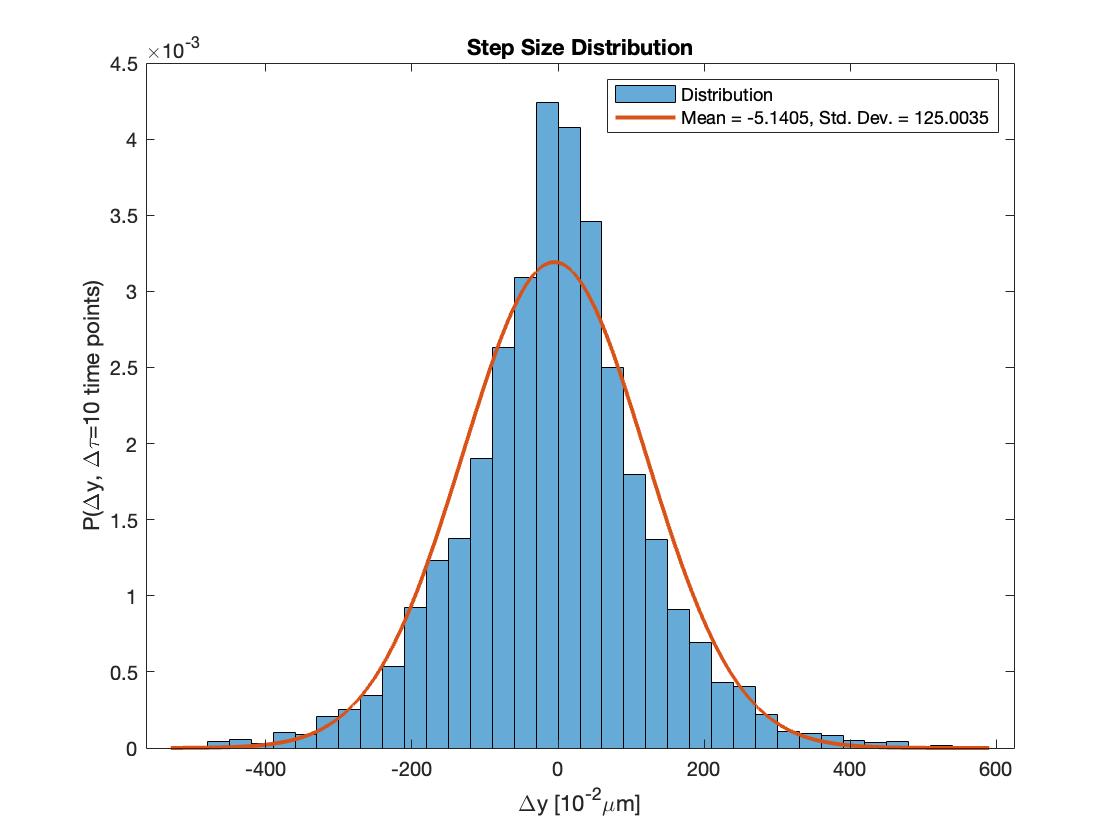 Step Size Distribution
×10⁻³
Distribution
Mean = -5.1405, Std. Dev. = 125.0035
4.5
4
3.5
3
2.5
2
1.5
1
0.5
0
P(Δy, Δτ=10 time points)
-400 -200 0 200 400 600
Δy [10⁻²μm]